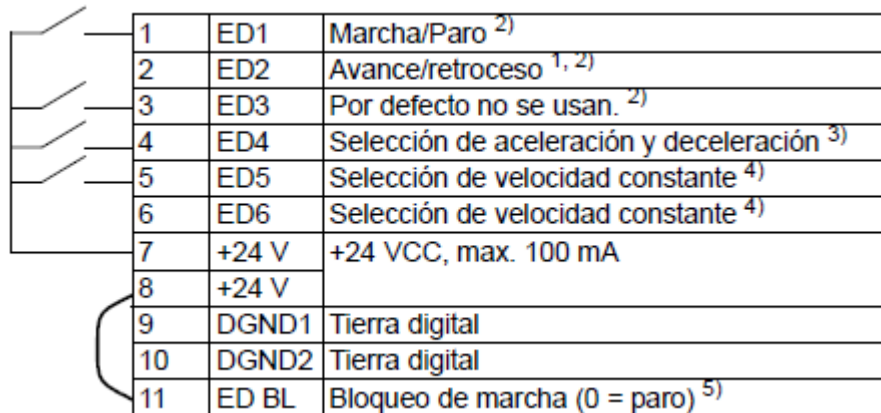 1 ED1 Marcha/Paro 2)
2 ED2 Avance/retroceso 1, 2)
3 ED3 Por defecto no se usan. 2)
4 ED4 Selección de aceleración y deceleración 3)
5 ED5 Selección de velocidad constante 4)
6 ED6 Selección de velocidad constante 4)
7 +24 V +24 VCC, max. 100 mA
8 +24 V
9 DGND1 Tierra digital
10 DGND2 Tierra digital
11 ED BL Bloqueo de marcha (0 = paro) 5)